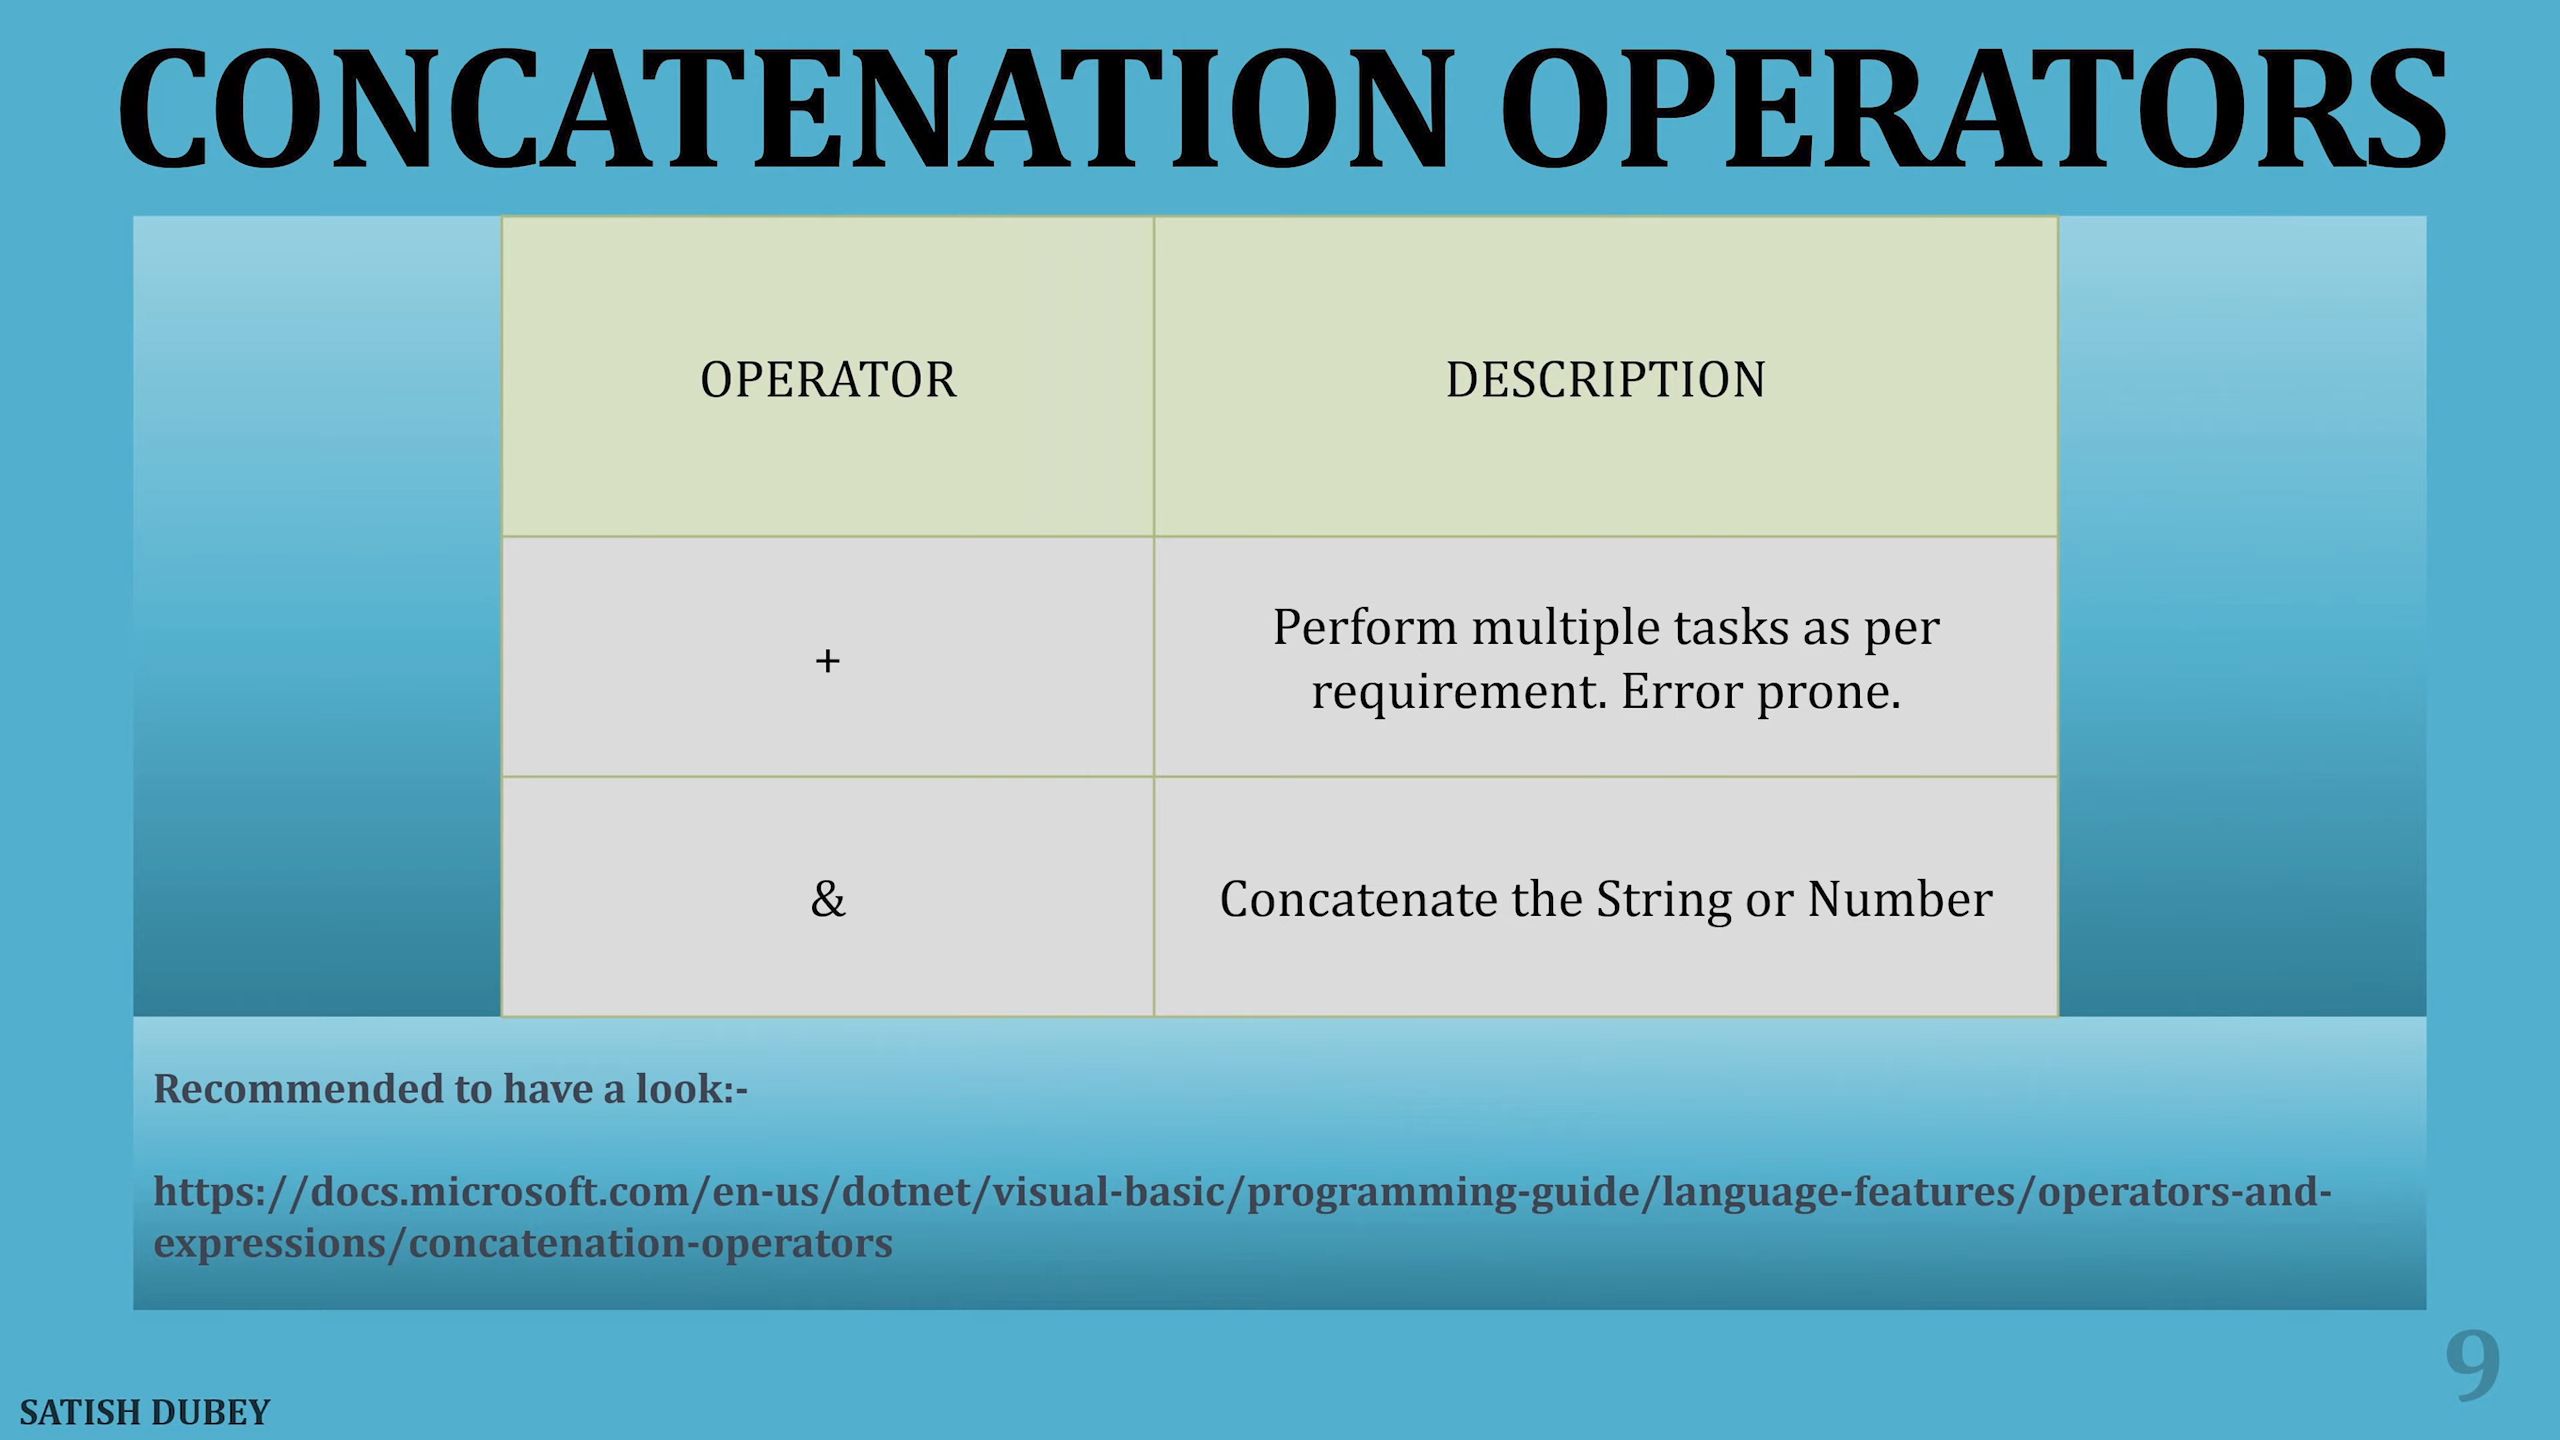 CONCATENATION OPERATORS
OPERATOR
DESCRIPTION
+
Perform multiple tasks as per
requirement. Error prone.
&
Concatenate the String or Number
Recommended to have a look:-
https://docs.microsoft.com/en-us/dotnet/visual-basic/programming-guide/language-features/operators-and-
expressions/concatenation-operators
SATISH DUBEY
9